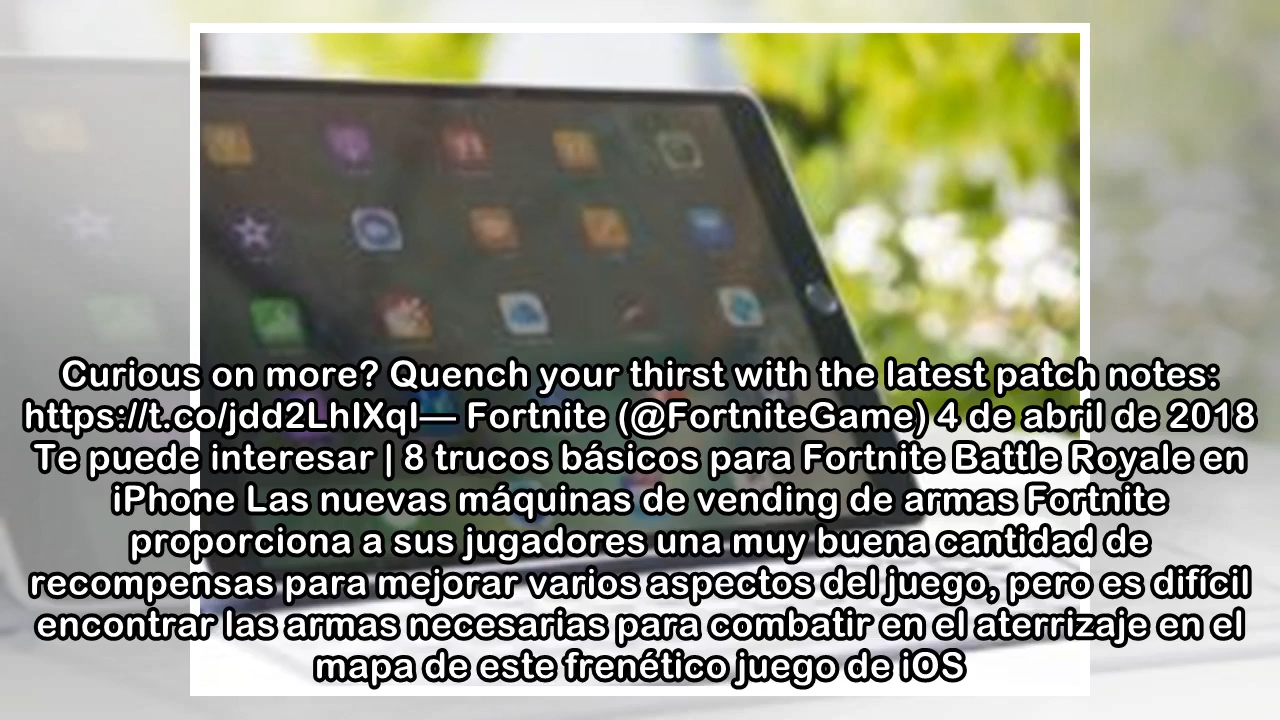 Curious on more? Quench your thirst with the latest patch notes:
https://t.co/jdd2LhIXqI— Fortnite (@FortniteGame) 4 de abril de 2018
Te puede interesar | 8 trucos básicos para Fortnite Battle Royale en
iPhone Las nuevas máquinas de vending de armas Fortnite
proporciona a sus jugadores una muy buena cantidad de
recompensas para mejorar varios aspectos del juego, pero es difícil
encontrar las armas necesarias para combatir en el aterrizaje en el
mapa de este frenético juego de iOS